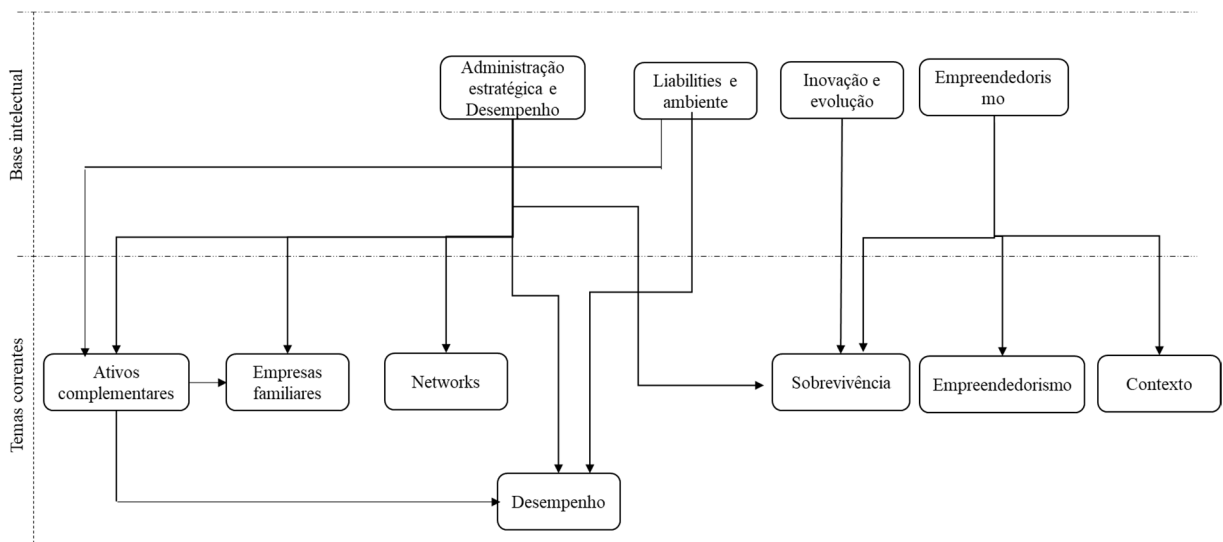 Base intelectual
Administração
estratégica e
Desempenho
Liabilities e
ambiente
Inovação e
evolução
Empreendedoris
mo
Temas correntes
Ativos
complementares
Empresas
familiares
Networks
Sobrevivência
Empreendedorismo
Contexto
Desempenho